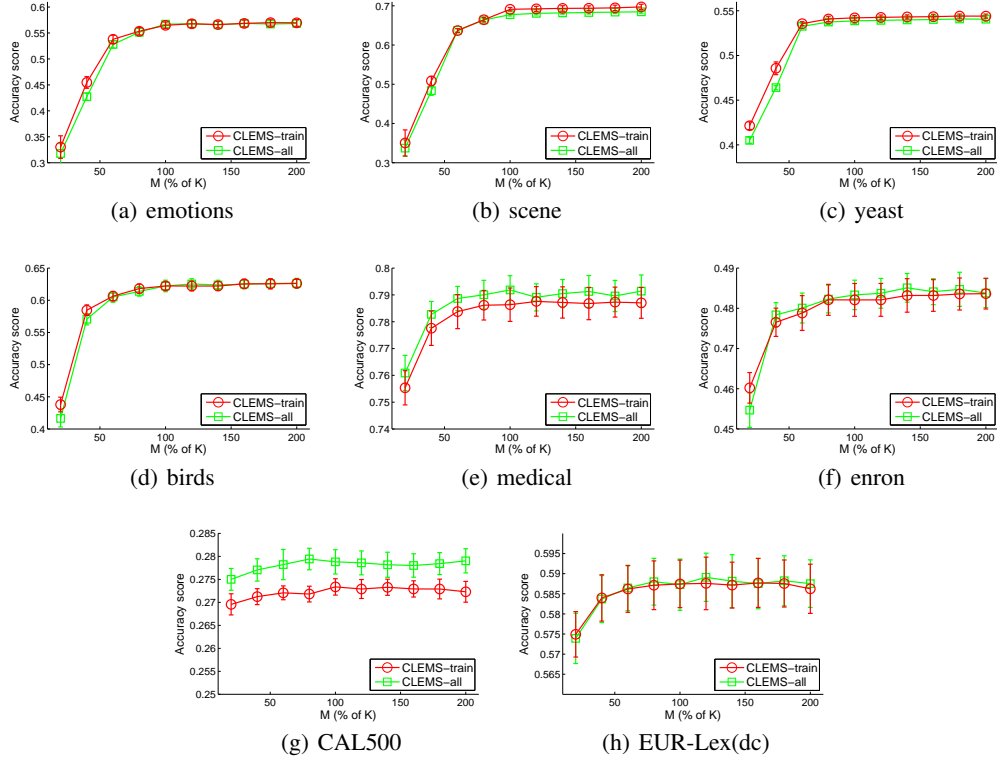 0.6
0.55
0.5
0.45
0.4
0.35
0.3
50 100 150 200
M (% of K)
Accuracy score
CLEMS−train
CLEMS−all
(a) emotions
0.7
0.6
0.5
0.4
0.3
50 100 150 200
M (% of K)
Accuracy score
CLEMS−train
CLEMS−all
(b) scene
0.55
0.5
0.45
0.4
50 100 150 200
M (% of K)
Accuracy score
CLEMS−train
CLEMS−all
(c) yeast
0.65
0.6
0.55
0.5
0.45
0.4
50 100 150 200
M (% of K)
Accuracy score
CLEMS−train
CLEMS−all
(d) birds
0.8
0.79
0.78
0.77
0.76
0.75
0.74
50 100 150 200
M (% of K)
Accuracy score
CLEMS−train
CLEMS−all
(e) medical
0.49
0.48
0.47
0.46
0.45
50 100 150 200
M (% of K)
Accuracy score
CLEMS−train
CLEMS−all
(f) enron
0.285
0.28
0.275
0.27
0.265
0.26
0.255
0.25
50 100 150 200
M (% of K)
Accuracy score
CLEMS−train
CLEMS−all
(g) CAL500
0.595
0.59
0.585
0.58
0.575
0.57
0.565
50 100 150 200
M (% of K)
Accuracy score
CLEMS−train
CLEMS−all
(h) EUR-Lex(dc)